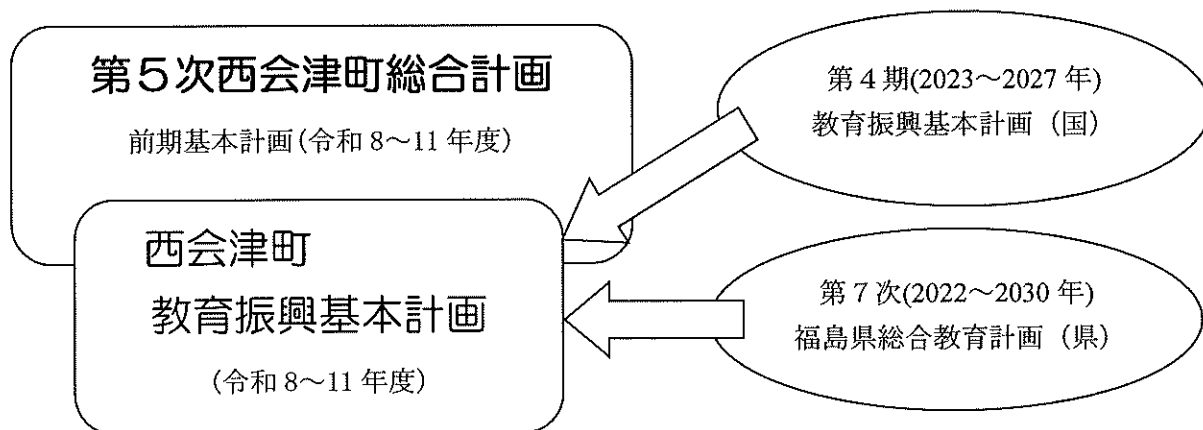 第5次西会津町総合計画
前期基本計画(令和 8～11 年度)
西会津町
教育振興基本計画
(令和 8～11 年度)
第 4 期(2023～2027 年)
教育振興基本計画（国）
第 7 次(2022～2030 年)
福島県総合教育計画（県）